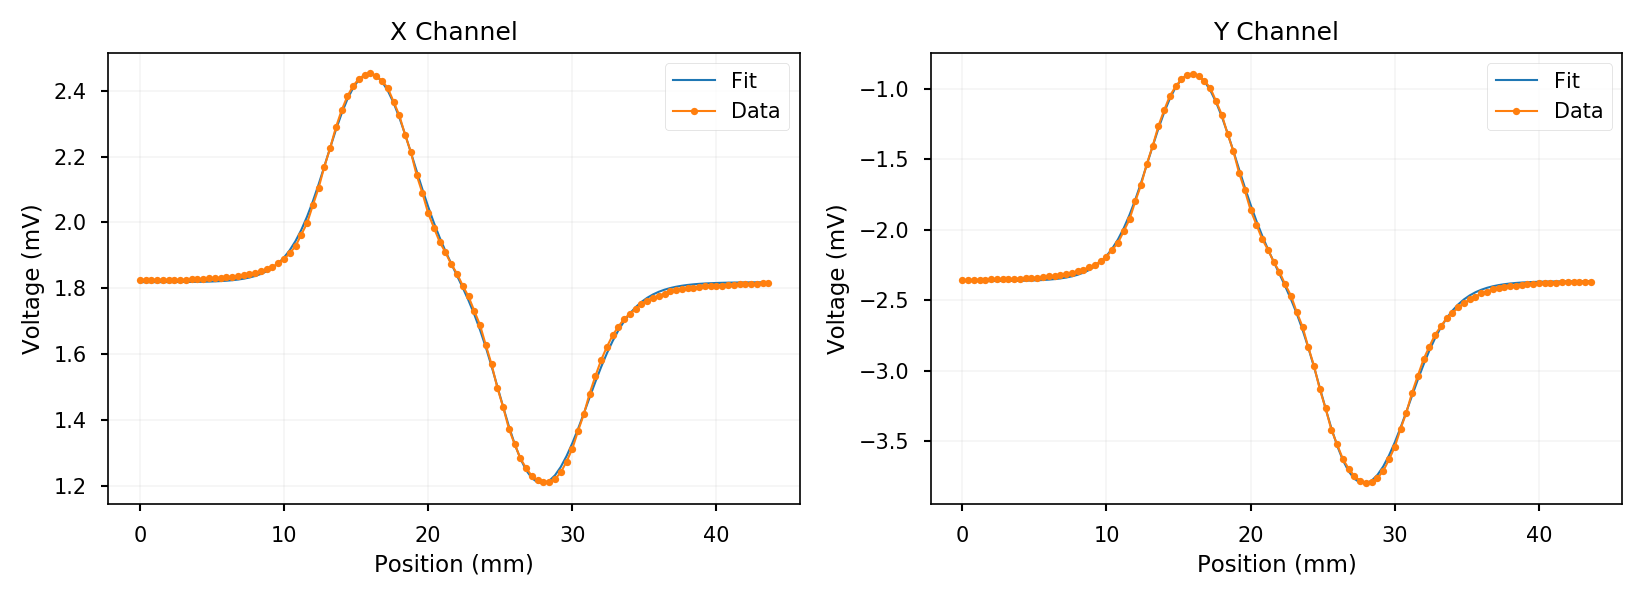 X Channel
Fit
Data
2.4
2.2
2.0
1.8
1.6
1.4
1.2
Voltage (mV)
0
10
20
30
40
Position (mm)
Y Channel
Fit
Data
−1.0
−1.5
−2.0
−2.5
−3.0
−3.5
Voltage (mV)
0
10
20
30
40
Position (mm)